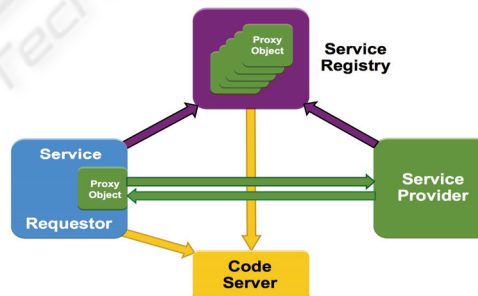 Proxy
Object
Service
Registry
Service
Proxy
Object
Requestor
Service
Provider
Code
Server